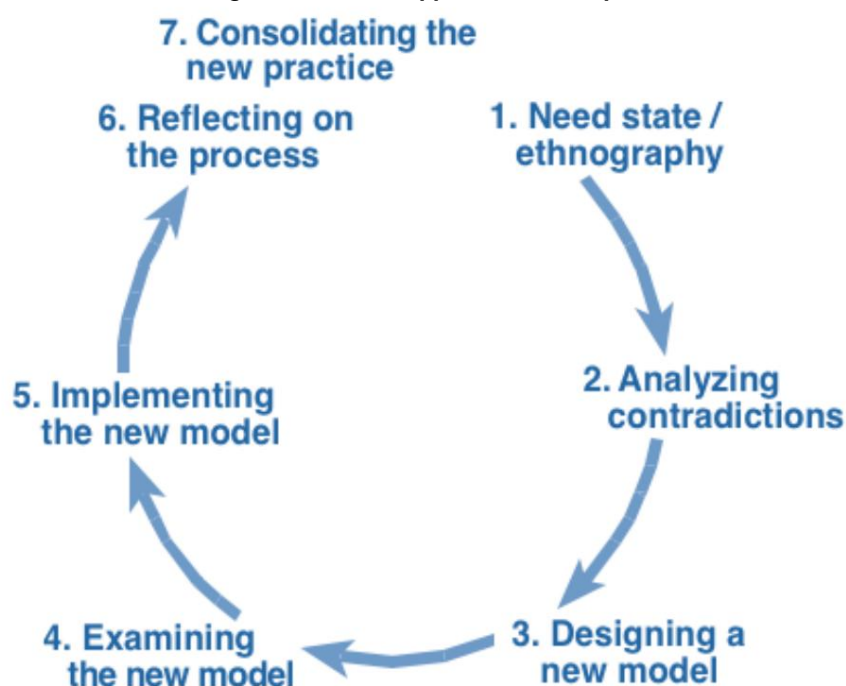 7. Consolidating the
new practice
6. Reflecting on
the process
1. Need state /
ethnography
2. Analyzing
contradictions
3. Designing a
new model
4. Examining
the new model
5. Implementing
the new model